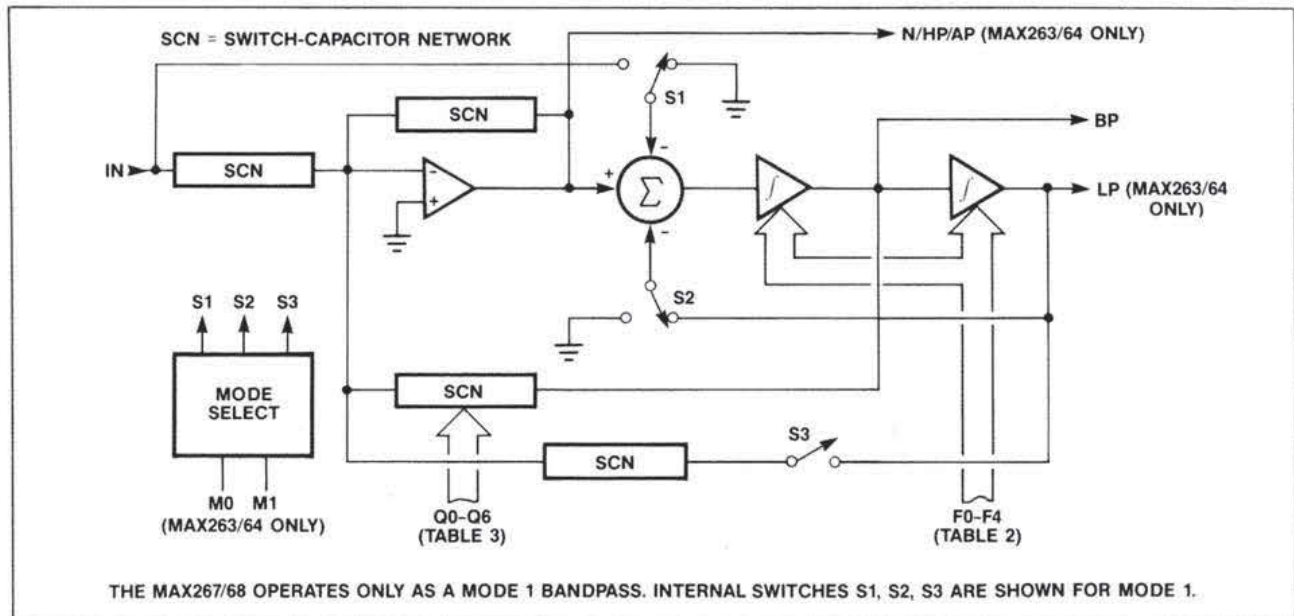 SCN = SWITCH-CAPACITOR NETWORK
N/HP/AP (MAX263/64 ONLY)
S1
SCN
BP
IN
SCN
-
+
-
+
Σ
-
∫
∫
LP (MAX263/64
ONLY)
S1 S2 S3
S2
MODE
SELECT
SCN
S3
SCN
M0 M1
(MAX263/64 ONLY)
Q0-Q6
(TABLE 3)
F0-F4
(TABLE 2)
THE MAX267/68 OPERATES ONLY AS A MODE 1 BANDPASS. INTERNAL SWITCHES S1, S2, S3 ARE SHOWN FOR MODE 1.